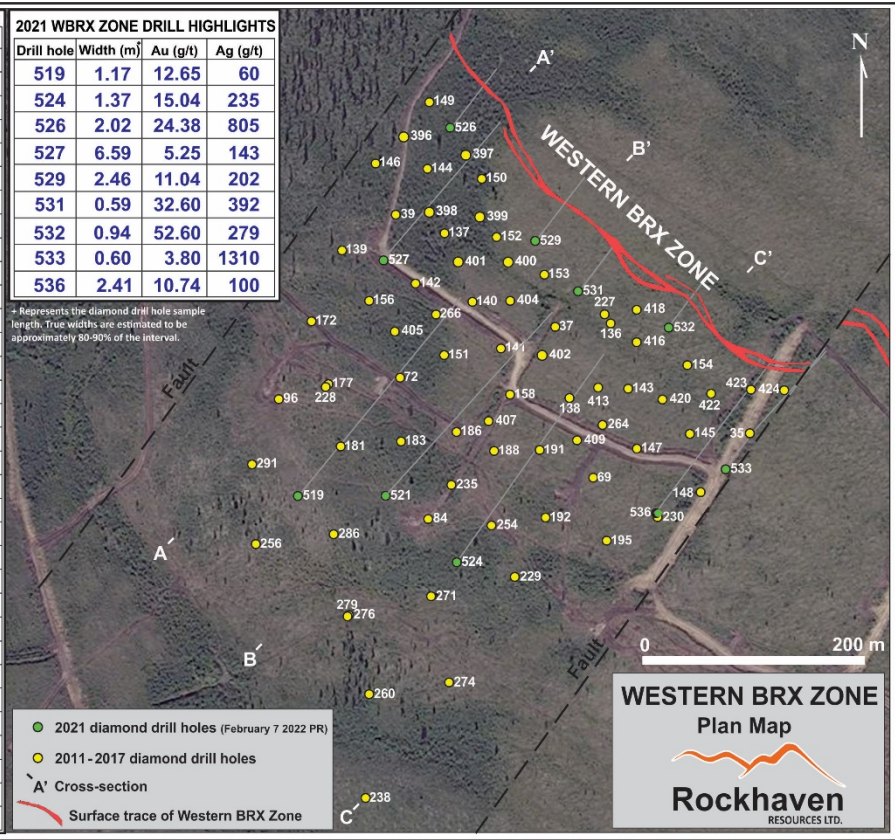 2021 WBRX ZONE DRILL HIGHLIGHTS
Drill hole Width (m)+ Au (g/t) Ag (g/t)
519 1.17 12.65 60
524 1.37 15.04 235
526 2.02 24.38 805
527 6.59 5.25 143
529 2.46 11.04 202
531 0.59 32.60 392
532 0.94 52.60 279
533 0.60 3.80 1310
536 2.41 10.74 100
+ Represents the diamond drill hole sample
length. True widths are estimated to be
approximately 80-90% of the interval.
A'
N
149
526
396
WESTERN BRX ZONE
B'
397
146
144
150
39
398
399
137
152
529
139
527
401
400
C'
153
142
531
156
140
404
227
418
266
172
136
532
405
37
416
141
151
402
154
Fault
72
177
228
96
158
138
413
143
420
422
423
424
407
264
186
145
35
181
183
409
188
191
147
291
533
69
235
519
521
148
84
254
192
536
230
286
A
256
195
524
229
271
279
276
0 200 m
B
Fault
274
260
238
C
2021 diamond drill holes (February 7 2022 PR)
2011-2017 diamond drill holes
A' Cross-section
Surface trace of Western BRX Zone
WESTERN BRX ZONE
Plan Map
Rockhaven
RESOURCES LTD.